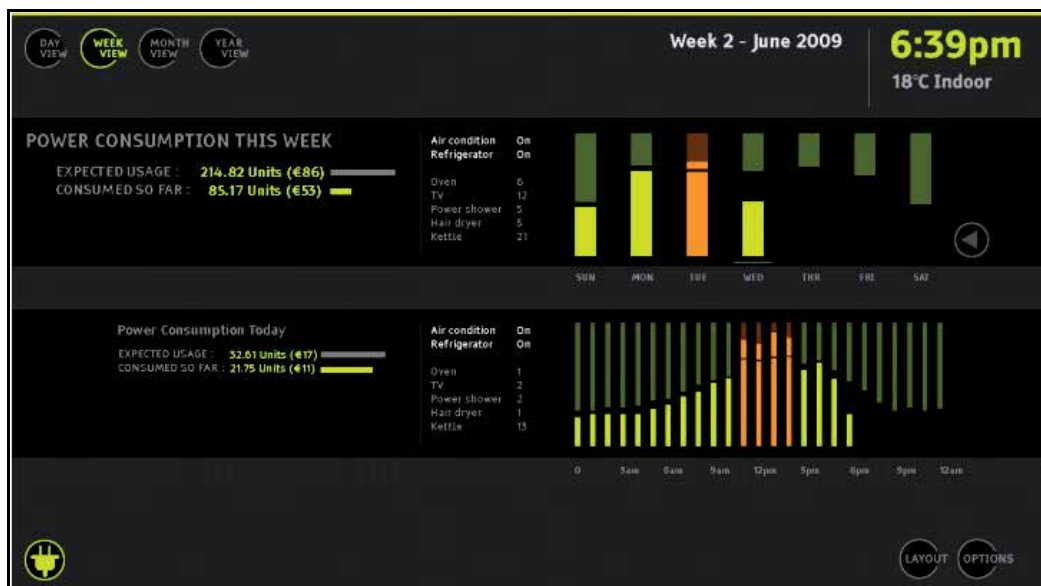 DAY VIEW
WEEK VIEW
MONTH VIEW
YEAR VIEW
Week 2 - June 2009
6:39pm
18°C Indoor
POWER CONSUMPTION THIS WEEK
EXPECTED USAGE : 214.82 Units (€86)
CONSUMED SO FAR : 85.17 Units (€53)
Air condition On
Refrigerator On
Oven 6
TV 12
Power shower 5
Hair dryer 5
Kettle 21
SUN MON TUE WED THR FRI SAT
Power Consumption Today
EXPECTED USAGE : 32.61 Units (€17)
CONSUMED SO FAR : 21.75 Units (€11)
Air condition On
Refrigerator On
Oven 1
TV 2
Power shower 2
Hair dryer 1
Kettle 13
0 3am 6am 9am 12pm 3pm 6pm 9pm 12am
LAYOUT
OPTIONS